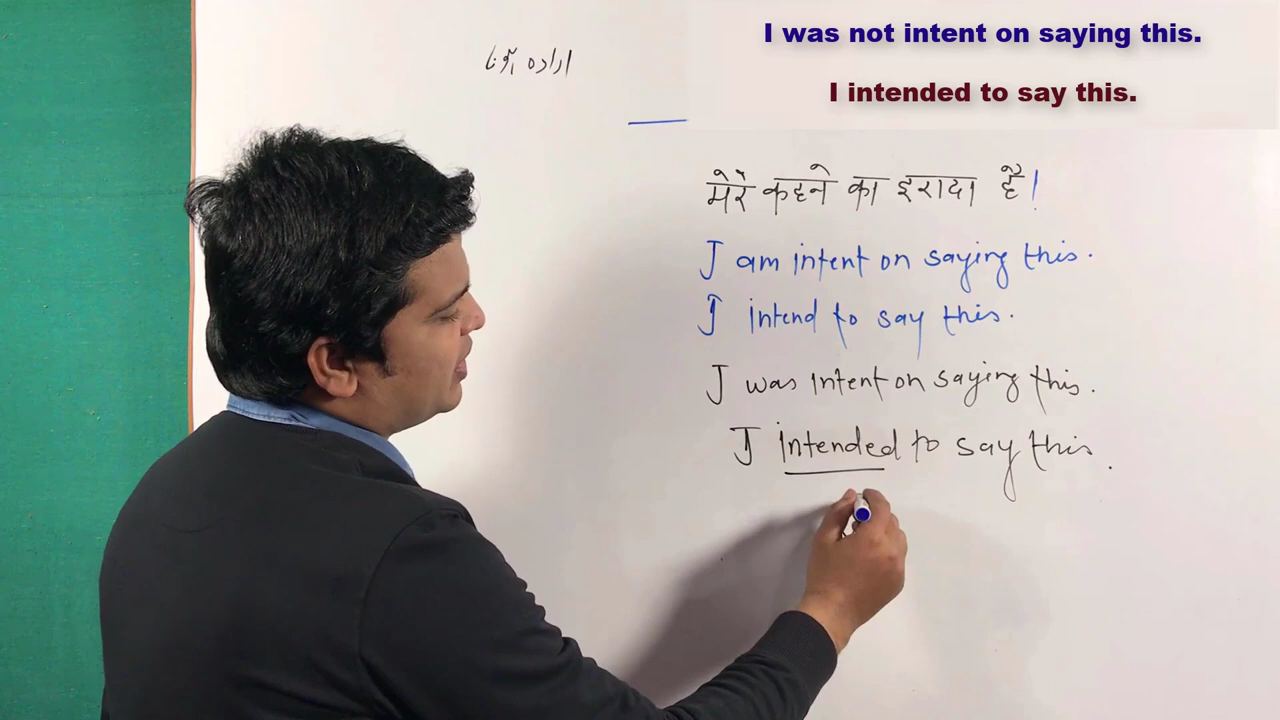 I was not intent on saying this.
I intended to say this.
ارادہ ہونا
मेरे कहने का इरादा है।
I am intent on saying this.
I intend to say this.
I was intent on saying this.
I intended to say this.